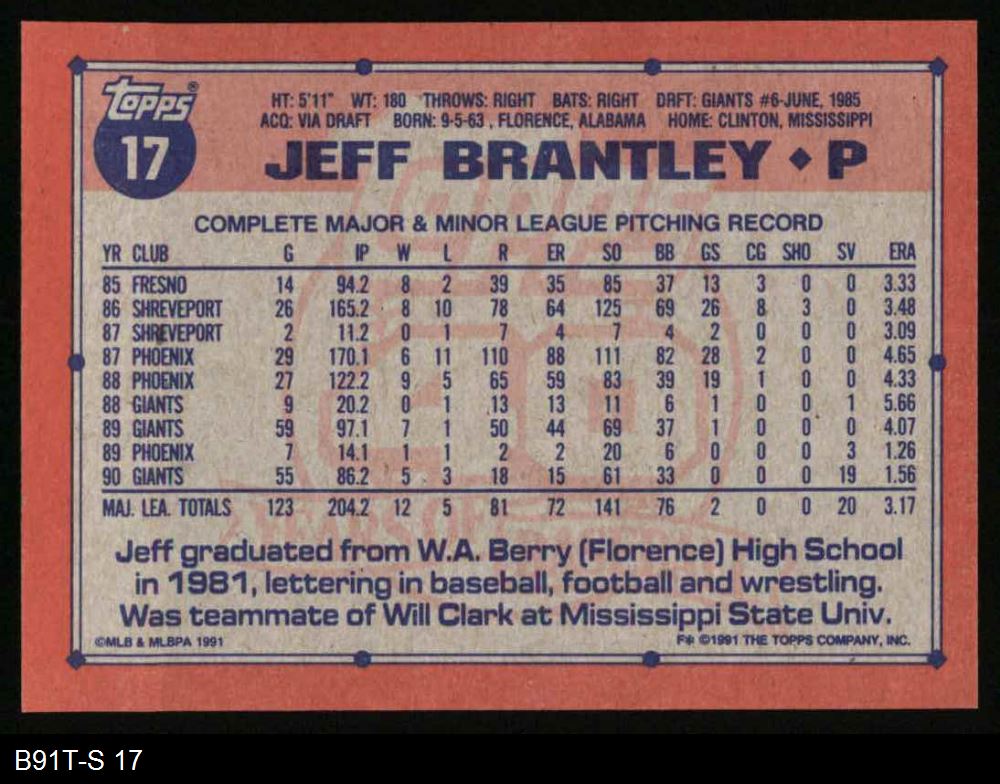 topps®
17
HT: 5'11" WT: 180 THROWS: RIGHT BATS: RIGHT DRFT: GIANTS #6-JUNE, 1985
ACQ: VIA DRAFT BORN: 9-5-63 , FLORENCE, ALABAMA HOME: CLINTON, MISSISSIPPI
JEFF BRANTLEY ♦ P
COMPLETE MAJOR & MINOR LEAGUE PITCHING RECORD
YR CLUB G IP W L R ER SO BB GS CG SHO SV ERA
85 FRESNO 14 94.2 8 2 39 35 85 37 13 3 0 0 3.33
86 SHREVEPORT 26 165.2 8 10 78 64 125 69 26 8 3 0 3.48
87 SHREVEPORT 2 11.2 0 1 7 4 7 4 2 0 0 0 3.09
87 PHOENIX 29 170.1 6 11 110 88 111 82 28 2 0 0 4.65
88 PHOENIX 27 122.2 9 5 65 59 83 39 19 1 0 0 4.33
88 GIANTS 9 20.2 0 1 13 13 11 6 1 0 0 1 5.66
89 GIANTS 59 97.1 7 1 50 44 69 37 1 0 0 0 4.07
89 PHOENIX 7 14.1 1 1 2 2 20 6 0 0 0 3 1.26
90 GIANTS 55 86.2 5 3 18 15 61 33 0 0 0 19 1.56
MAJ. LEA. TOTALS 123 204.2 12 5 81 72 141 76 2 0 0 20 3.17
Jeff graduated from W.A. Berry (Florence) High School
in 1981, lettering in baseball, football and wrestling.
Was teammate of Will Clark at Mississippi State Univ.
©MLB & MLBPA 1991 F✻ ©1991 THE TOPPS COMPANY, INC.
B91T-S 17